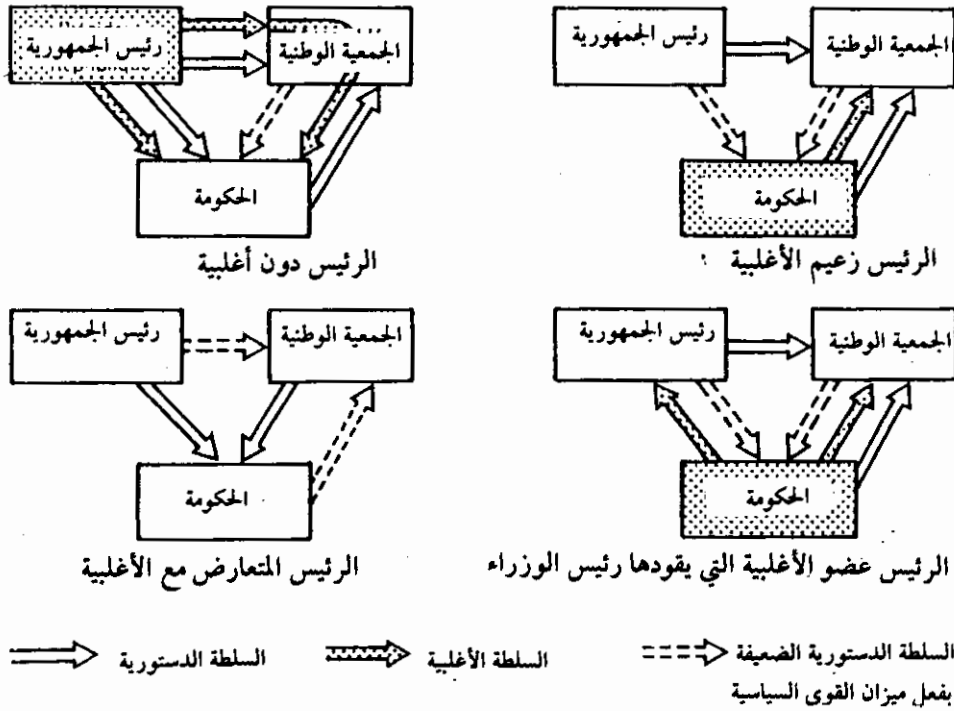 رئيس الجمهورية
الجمعية الوطنية
الحكومة
الرئيس زعيم الأغلبية
رئيس الجمهورية
الجمعية الوطنية
الحكومة
الرئيس دون أغلبية
رئيس الجمهورية
الجمعية الوطنية
الحكومة
الرئيس عضو الأغلبية التي يقودها رئيس الوزراء
رئيس الجمهورية
الجمعية الوطنية
الحكومة
الرئيس المتعارض مع الأغلبية
السلطة الدستورية الضعيفة
بفعل ميزان القوى السياسية
السلطة الأغلبية
السلطة الدستورية